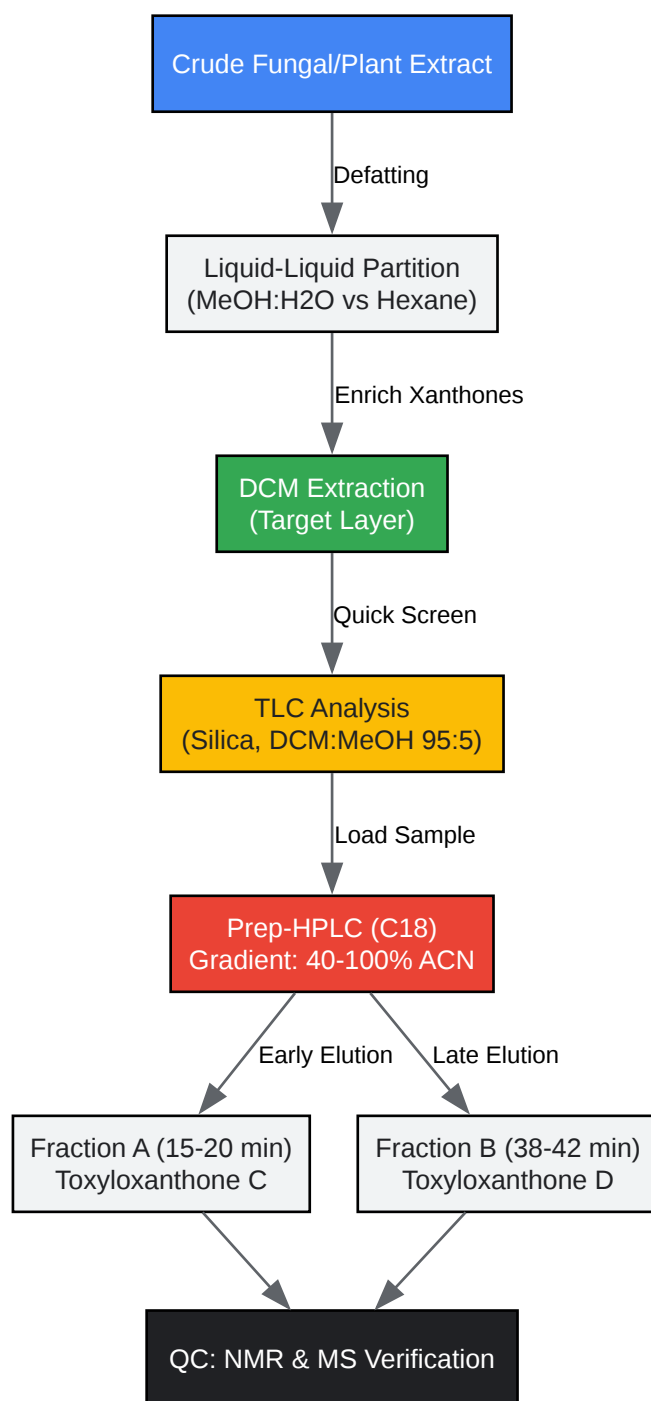 Crude Fungal/Plant Extract
Defatting
Liquid-Liquid Partition
(MeOH:H2O vs Hexane)
Enrich Xanthones
DCM Extraction
(Target Layer)
Quick Screen
TLC Analysis
(Silica, DCM:MeOH 95:5)
Load Sample
Prep-HPLC (C18)
Gradient: 40-100% ACN
Early Elution
Late Elution
Fraction A (15-20 min)
Toxyloxanthone C
Fraction B (38-42 min)
Toxyloxanthone D
QC: NMR & MS Verification